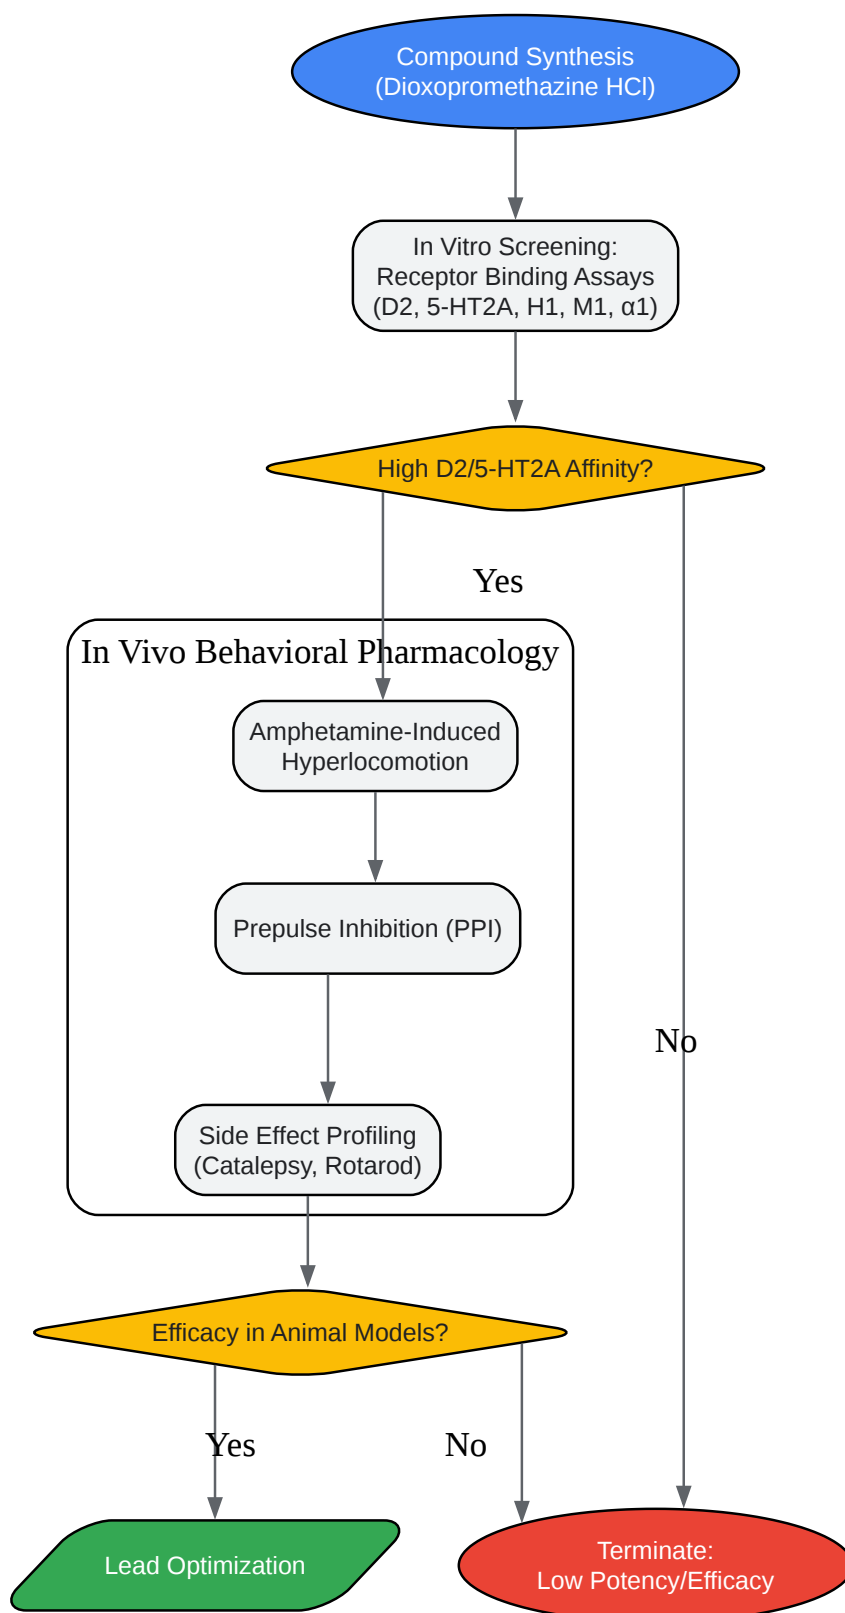 Compound Synthesis
(Dioxopromethazine HCl)
In Vitro Screening:
Receptor Binding Assays
(D2, 5-HT2A, H1, M1, α1)
High D2/5-HT2A Affinity?
Yes
In Vivo Behavioral Pharmacology
Amphetamine-Induced
Hyperlocomotion
Prepulse Inhibition (PPI)
No
Side Effect Profiling
(Catalepsy, Rotarod)
Efficacy in Animal Models?
Yes
No
Lead Optimization
Terminate:
Low Potency/Efficacy